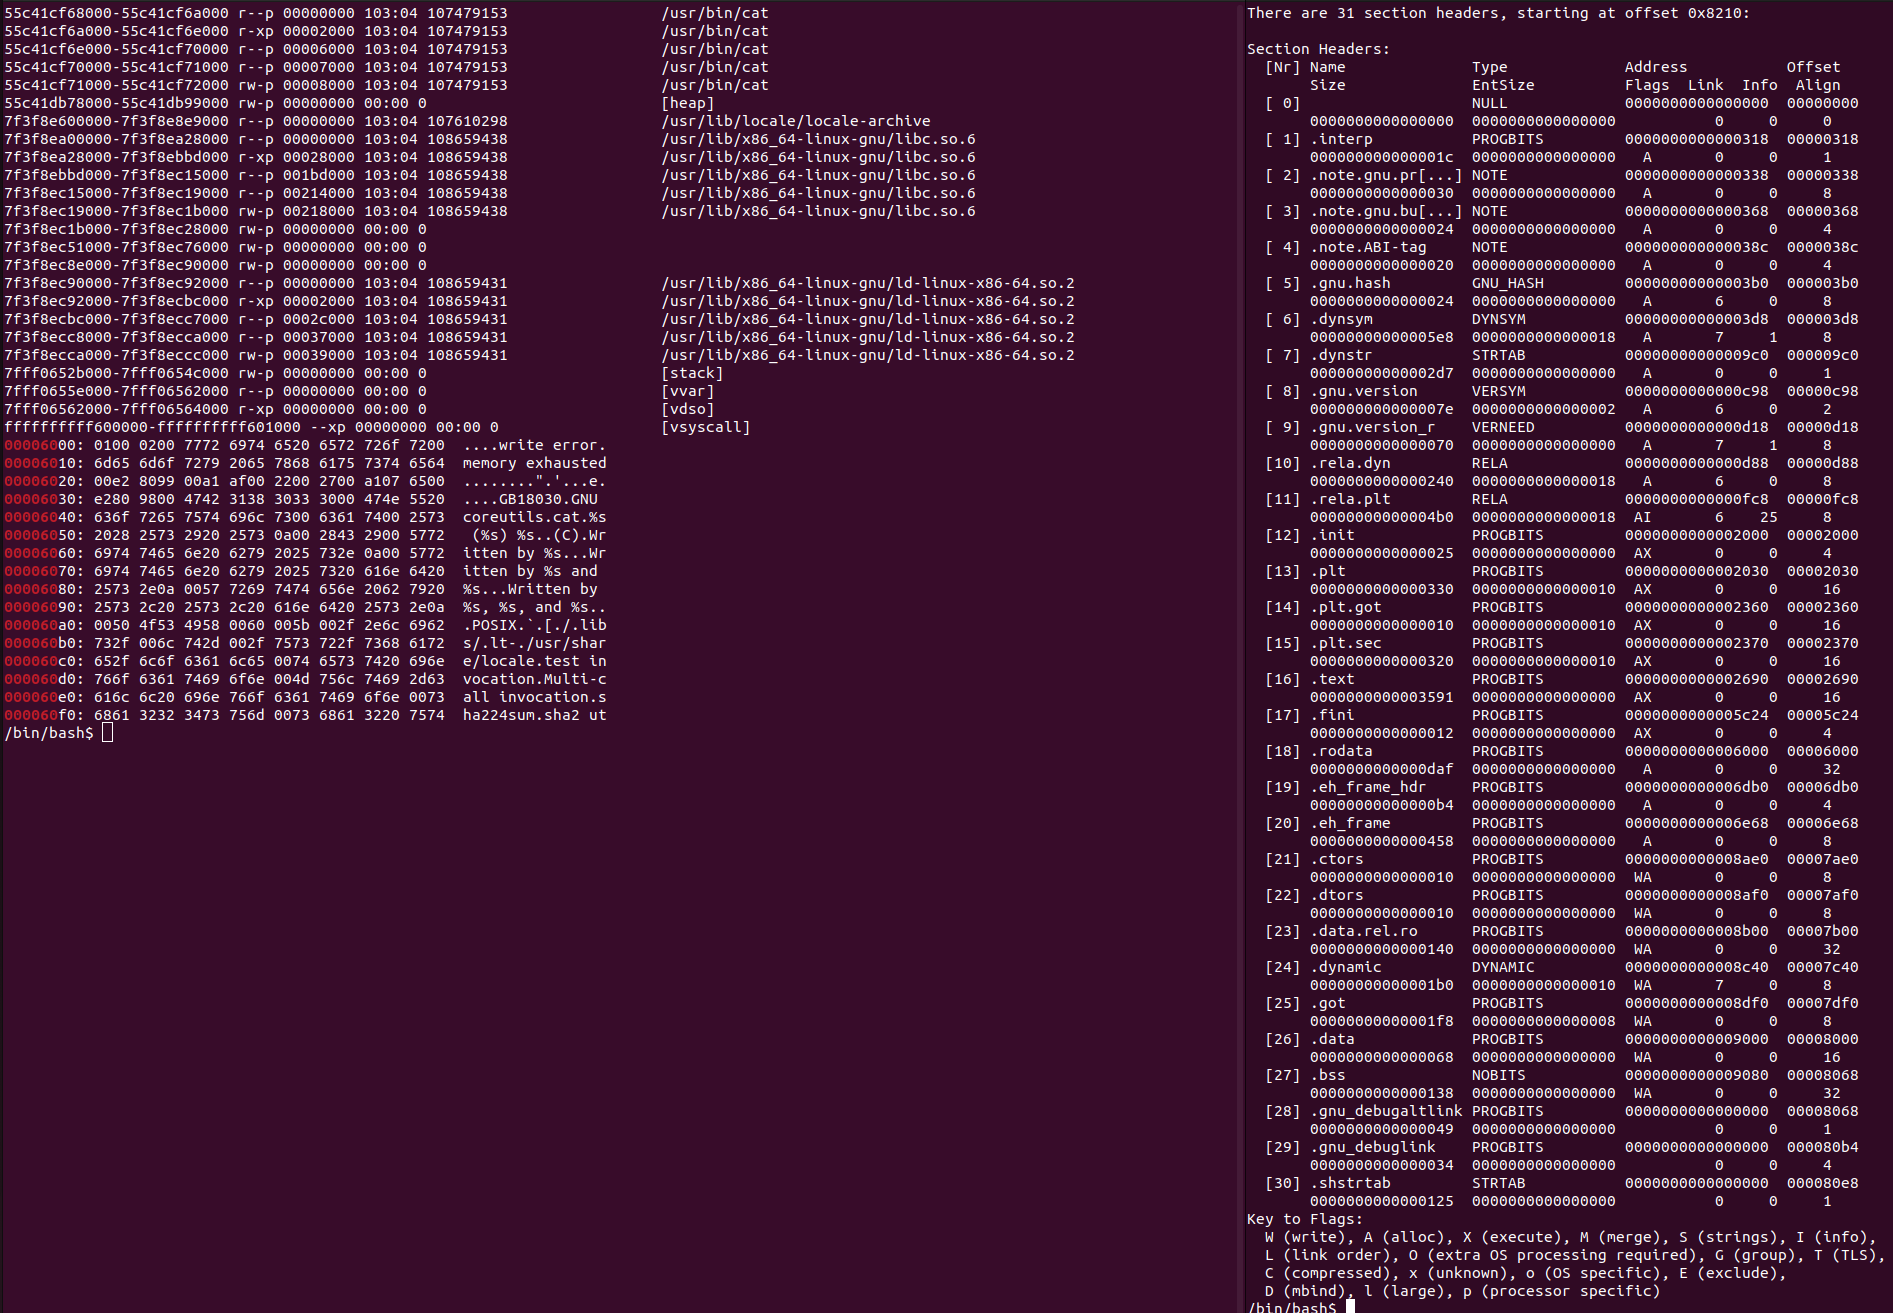 55c41cf68000-55c41cf6a000 r--p 00000000 103:04 107479153                 /usr/bin/cat
55c41cf6a000-55c41cf6e000 r-xp 00002000 103:04 107479153                 /usr/bin/cat
55c41cf6e000-55c41cf70000 r--p 00006000 103:04 107479153                 /usr/bin/cat
55c41cf70000-55c41cf71000 r--p 00007000 103:04 107479153                 /usr/bin/cat
55c41cf71000-55c41cf72000 rw-p 00008000 103:04 107479153                 /usr/bin/cat
55c41db78000-55c41db99000 rw-p 00000000 00:00 0                          [heap]
7f3f8e600000-7f3f8e8e9000 r--p 00000000 103:04 107610298                 /usr/lib/locale/locale-archive
7f3f8ea00000-7f3f8ea28000 r--p 00000000 103:04 108659438                 /usr/lib/x86_64-linux-gnu/libc.so.6
7f3f8ea28000-7f3f8ebbd000 r-xp 00028000 103:04 108659438                 /usr/lib/x86_64-linux-gnu/libc.so.6
7f3f8ebbd000-7f3f8ec15000 r--p 001bd000 103:04 108659438                 /usr/lib/x86_64-linux-gnu/libc.so.6
7f3f8ec15000-7f3f8ec19000 r--p 00214000 103:04 108659438                 /usr/lib/x86_64-linux-gnu/libc.so.6
7f3f8ec19000-7f3f8ec1b000 rw-p 00218000 103:04 108659438                 /usr/lib/x86_64-linux-gnu/libc.so.6
7f3f8ec1b000-7f3f8ec28000 rw-p 00000000 00:00 0
7f3f8ec51000-7f3f8ec76000 rw-p 00000000 00:00 0
7f3f8ec8e000-7f3f8ec90000 rw-p 00000000 00:00 0
7f3f8ec90000-7f3f8ec92000 r--p 00000000 103:04 108659431                 /usr/lib/x86_64-linux-gnu/ld-linux-x86-64.so.2
7f3f8ec92000-7f3f8ecbc000 r-xp 00002000 103:04 108659431                 /usr/lib/x86_64-linux-gnu/ld-linux-x86-64.so.2
7f3f8ecbc000-7f3f8ecc7000 r--p 0002c000 103:04 108659431                 /usr/lib/x86_64-linux-gnu/ld-linux-x86-64.so.2
7f3f8ecc8000-7f3f8ecca000 r--p 00037000 103:04 108659431                 /usr/lib/x86_64-linux-gnu/ld-linux-x86-64.so.2
7f3f8ecca000-7f3f8eccc000 rw-p 00039000 103:04 108659431                 /usr/lib/x86_64-linux-gnu/ld-linux-x86-64.so.2
7fff0652b000-7fff0654c000 rw-p 00000000 00:00 0                          [stack]
7fff0655e000-7fff06562000 r--p 00000000 00:00 0                          [vvar]
7fff06562000-7fff06564000 r-xp 00000000 00:00 0                          [vdso]
ffffffffff600000-ffffffffff601000 --xp 00000000 00:00 0                  [vsyscall]
00006000: 0100 0200 7772 6974 6520 6572 726f 7200  ....write error.
00006010: 6d65 6d6f 7279 2065 7868 6175 7374 6564  memory exhausted
00006020: 00e2 8099 00a1 af00 2200 2700 a107 6500  ........".'...e.
00006030: e280 9800 4742 3138 3033 3000 474e 5520  ....GB18030.GNU
00006040: 636f 7265 7574 696c 7300 6361 7400 2573  coreutils.cat.%s
00006050: 2028 2573 2920 2573 0a00 2843 2900 5772   (%s) %s..(C).Wr
00006060: 6974 7465 6e20 6279 2025 732e 0a00 5772  itten by %s...Wr
00006070: 6974 7465 6e20 6279 2025 7320 616e 6420  itten by %s and
00006080: 2573 2e0a 0057 7269 7474 656e 2062 7920  %s...Written by
00006090: 2573 2c20 2573 2c20 616e 6420 2573 2e0a  %s, %s, and %s..
000060a0: 0050 4f53 4958 0060 005b 002f 2e6c 6962  .POSIX.`.[./.lib
000060b0: 732f 006c 742d 002f 7573 722f 7368 6172  s/.lt-./usr/shar
000060c0: 652f 6c6f 6361 6c65 0074 6573 7420 696e  e/locale.test in
000060d0: 766f 6361 7469 6f6e 004d 756c 7469 2d63  vocation.Multi-c
000060e0: 616c 6c20 696e 766f 6361 7469 6f6e 0073  all invocation.s
000060f0: 6861 3232 3473 756d 0073 6861 3220 7574  ha224sum.sha2 ut
/bin/bash$
There are 31 section headers, starting at offset 0x8210:
Section Headers:
  [Nr] Name              Type             Address           Offset
       Size              EntSize          Flags  Link  Info  Align
  [ 0]                   NULL             0000000000000000  00000000
       0000000000000000  0000000000000000           0     0     0
  [ 1] .interp           PROGBITS         0000000000000318  00000318
       000000000000001c  0000000000000000   A       0     0     1
  [ 2] .note.gnu.pr[...] NOTE             0000000000000338  00000338
       0000000000000030  0000000000000000   A       0     0     8
  [ 3] .note.gnu.bu[...] NOTE             0000000000000368  00000368
       0000000000000024  0000000000000000   A       0     0     4
  [ 4] .note.ABI-tag     NOTE             000000000000038c  0000038c
       0000000000000020  0000000000000000   A       0     0     4
  [ 5] .gnu.hash         GNU_HASH         00000000000003b0  000003b0
       0000000000000024  0000000000000000   A       6     0     8
  [ 6] .dynsym           DYNSYM           00000000000003d8  000003d8
       00000000000005e8  0000000000000018   A       7     1     8
  [ 7] .dynstr           STRTAB           00000000000009c0  000009c0
       00000000000002d7  0000000000000000   A       0     0     1
  [ 8] .gnu.version      VERSYM           0000000000000c98  00000c98
       000000000000007e  0000000000000002   A       6     0     2
  [ 9] .gnu.version_r    VERNEED          0000000000000d18  00000d18
       0000000000000070  0000000000000000   A       7     1     8
  [10] .rela.dyn         RELA             0000000000000d88  00000d88
       0000000000000240  0000000000000018   A       6     0     8
  [11] .rela.plt         RELA             0000000000000fc8  00000fc8
       00000000000004b0  0000000000000018  AI       6    25     8
  [12] .init             PROGBITS         0000000000002000  00002000
       0000000000000025  0000000000000000  AX       0     0     4
  [13] .plt              PROGBITS         0000000000002030  00002030
       0000000000000330  0000000000000010  AX       0     0     16
  [14] .plt.got          PROGBITS         0000000000002360  00002360
       0000000000000010  0000000000000010  AX       0     0     16
  [15] .plt.sec          PROGBITS         0000000000002370  00002370
       0000000000000320  0000000000000010  AX       0     0     16
  [16] .text             PROGBITS         0000000000002690  00002690
       0000000000003591  0000000000000000  AX       0     0     16
  [17] .fini             PROGBITS         0000000000005c24  00005c24
       0000000000000012  0000000000000000  AX       0     0     4
  [18] .rodata           PROGBITS         0000000000006000  00006000
       0000000000000daf  0000000000000000   A       0     0     32
  [19] .eh_frame_hdr     PROGBITS         0000000000006db0  00006db0
       00000000000000b4  0000000000000000   A       0     0     4
  [20] .eh_frame         PROGBITS         0000000000006e68  00006e68
       0000000000000458  0000000000000000   A       0     0     8
  [21] .ctors            PROGBITS         0000000000008ae0  00007ae0
       0000000000000010  0000000000000000  WA       0     0     8
  [22] .dtors            PROGBITS         0000000000008af0  00007af0
       0000000000000010  0000000000000000  WA       0     0     8
  [23] .data.rel.ro      PROGBITS         0000000000008b00  00007b00
       0000000000000140  0000000000000000  WA       0     0     32
  [24] .dynamic          DYNAMIC          0000000000008c40  00007c40
       00000000000001b0  0000000000000010  WA       7     0     8
  [25] .got              PROGBITS         0000000000008df0  00007df0
       00000000000001f8  0000000000000008  WA       0     0     8
  [26] .data             PROGBITS         0000000000009000  00008000
       0000000000000068  0000000000000000  WA       0     0     16
  [27] .bss              NOBITS           0000000000009080  00008068
       0000000000000138  0000000000000000  WA       0     0     32
  [28] .gnu_debugaltlink PROGBITS         0000000000000000  00008068
       0000000000000049  0000000000000000           0     0     1
  [29] .gnu_debuglink    PROGBITS         0000000000000000  000080b4
       0000000000000034  0000000000000000           0     0     4
  [30] .shstrtab         STRTAB           0000000000000000  000080e8
       0000000000000125  0000000000000000           0     0     1
Key to Flags:
  W (write), A (alloc), X (execute), M (merge), S (strings), I (info),
  L (link order), O (extra OS processing required), G (group), T (TLS),
  C (compressed), x (unknown), o (OS specific), E (exclude),
  D (mbind), l (large), p (processor specific)
/bin/bash$